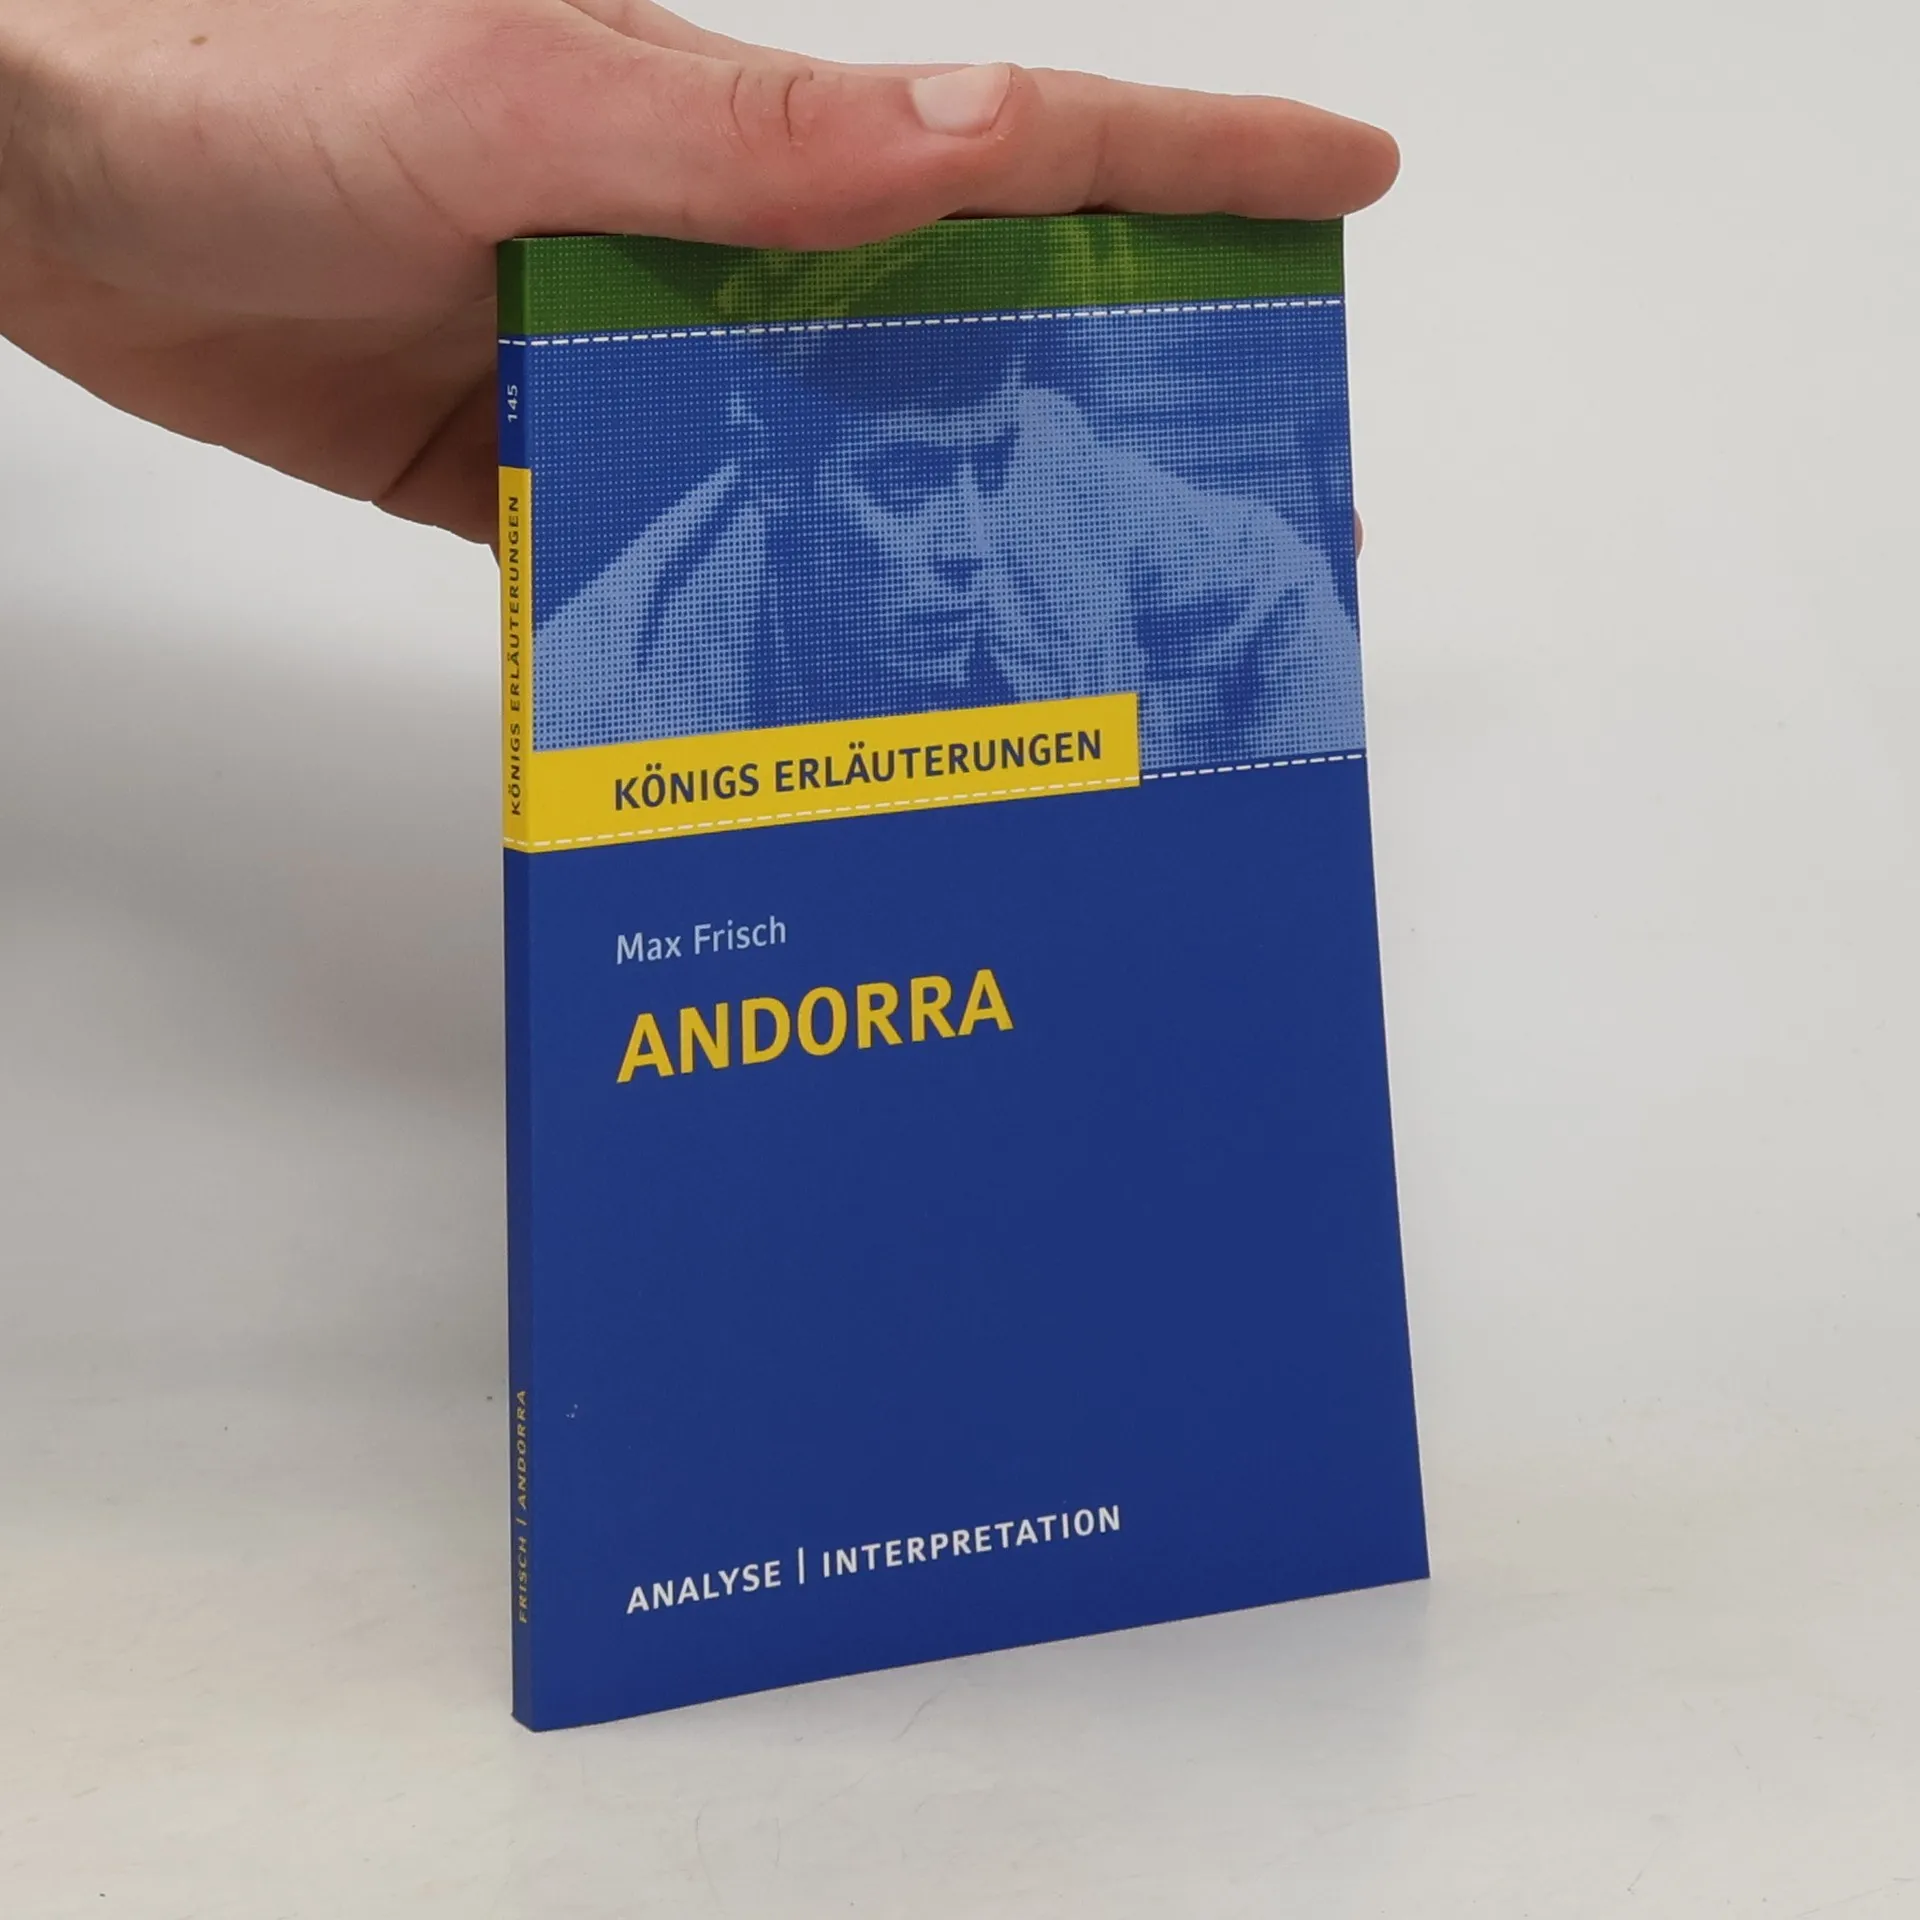 145
KÖNIGS ERLÄUTERUNGEN
FRISCH | ANDORRA
KÖNIGS ERLÄUTERUNGEN
Max Frisch
ANDORRA
ANALYSE | INTERPRETATION